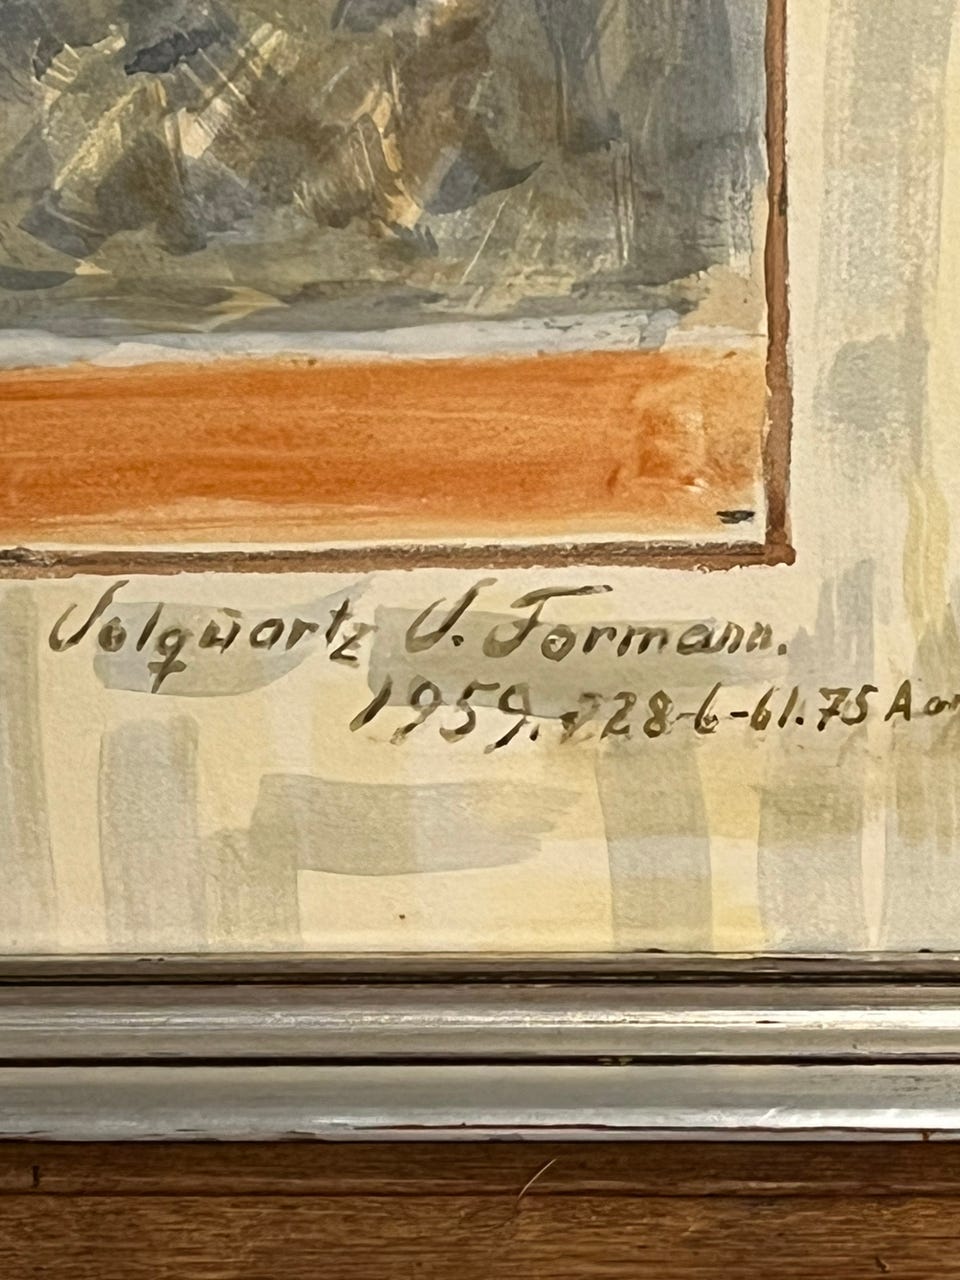 Volquartz V. Formann.
1959. 28-6-61.75 Aar